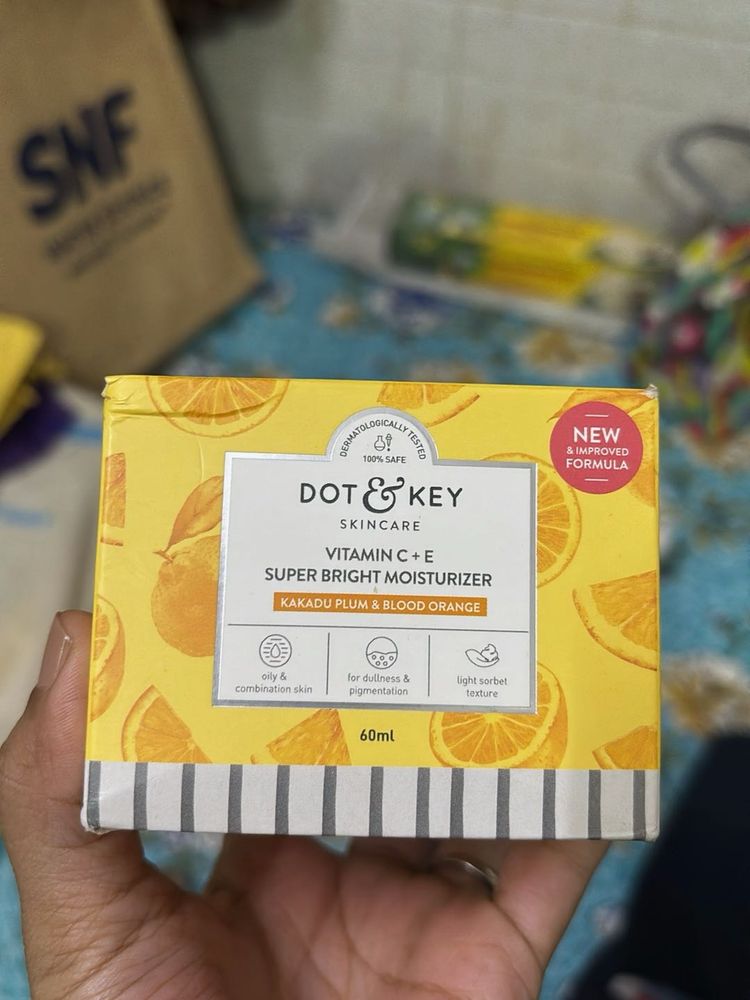 SNF
DERMATOLOGICALLY TESTED
100% SAFE
NEW
& IMPROVED
FORMULA
DOT & KEY
SKINCARE
VITAMIN C + E
SUPER BRIGHT MOISTURIZER
KAKADU PLUM & BLOOD ORANGE
oily &
combination skin
for dullness &
pigmentation
light sorbet
texture
60ml